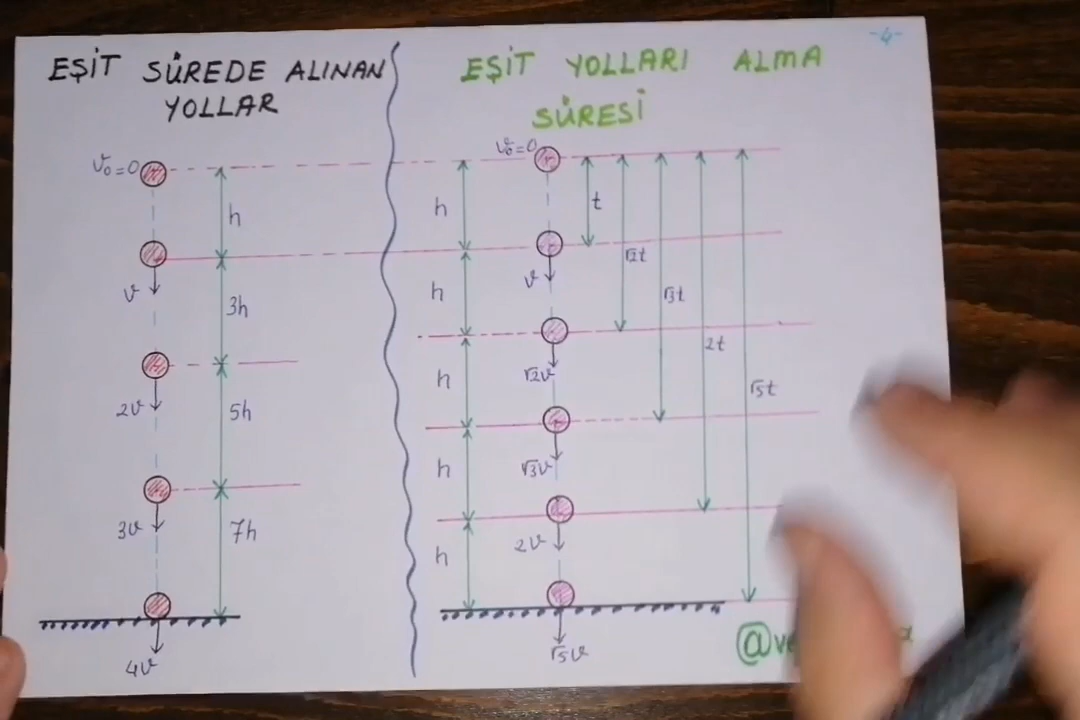 -4-
EŞİT SÜREDE ALINAN
YOLLAR
v₀=0
h
v
3h
2v
5h
3v
7h
4v
EŞİT YOLLARI ALMA
SÜRESİ
v₀=0
h
t
v
h
√2t
√2v
h
√3t
√3v
h
2t
2v
h
√5t
√5v